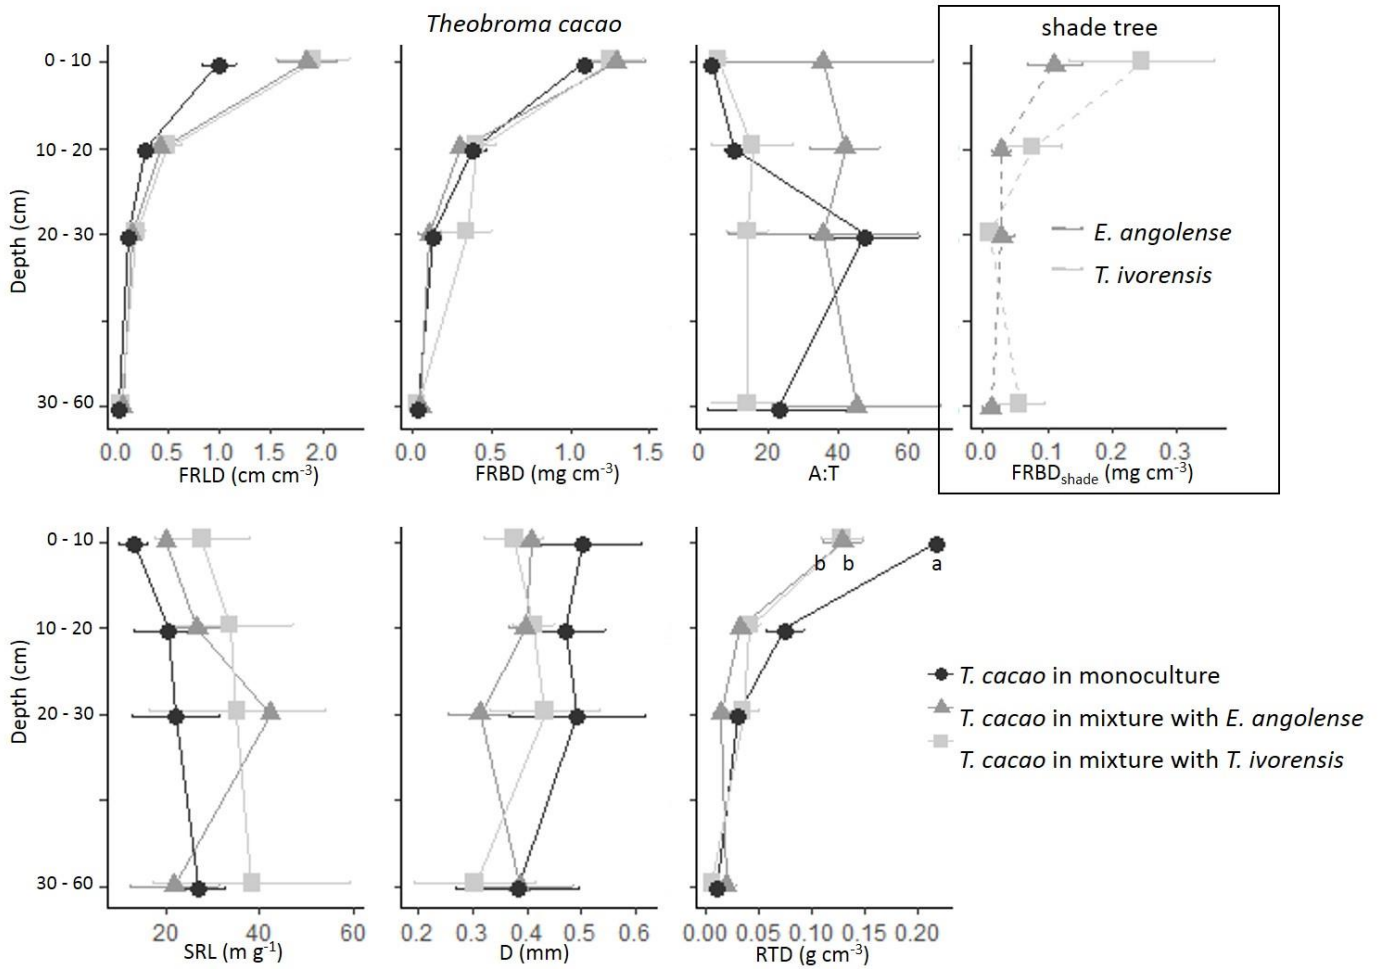 Theobroma cacao
shade tree
0 - 10
10 - 20
20 - 30
30 - 60
Depth (cm)
0.0 0.5 1.0 1.5 2.0
FRLD (cm cm-3)
0.0 0.5 1.0 1.5
FRBD (mg cm-3)
0 20 40 60
A:T
E. angolense
T. ivorensis
0.0 0.1 0.2 0.3
FRBDshade (mg cm-3)
0 - 10
10 - 20
20 - 30
30 - 60
Depth (cm)
20 40 60
SRL (m g-1)
0.2 0.3 0.4 0.5 0.6
D (mm)
b b a
0.00 0.05 0.10 0.15 0.20
RTD (g cm-3)
T. cacao in monoculture
T. cacao in mixture with E. angolense
T. cacao in mixture with T. ivorensis